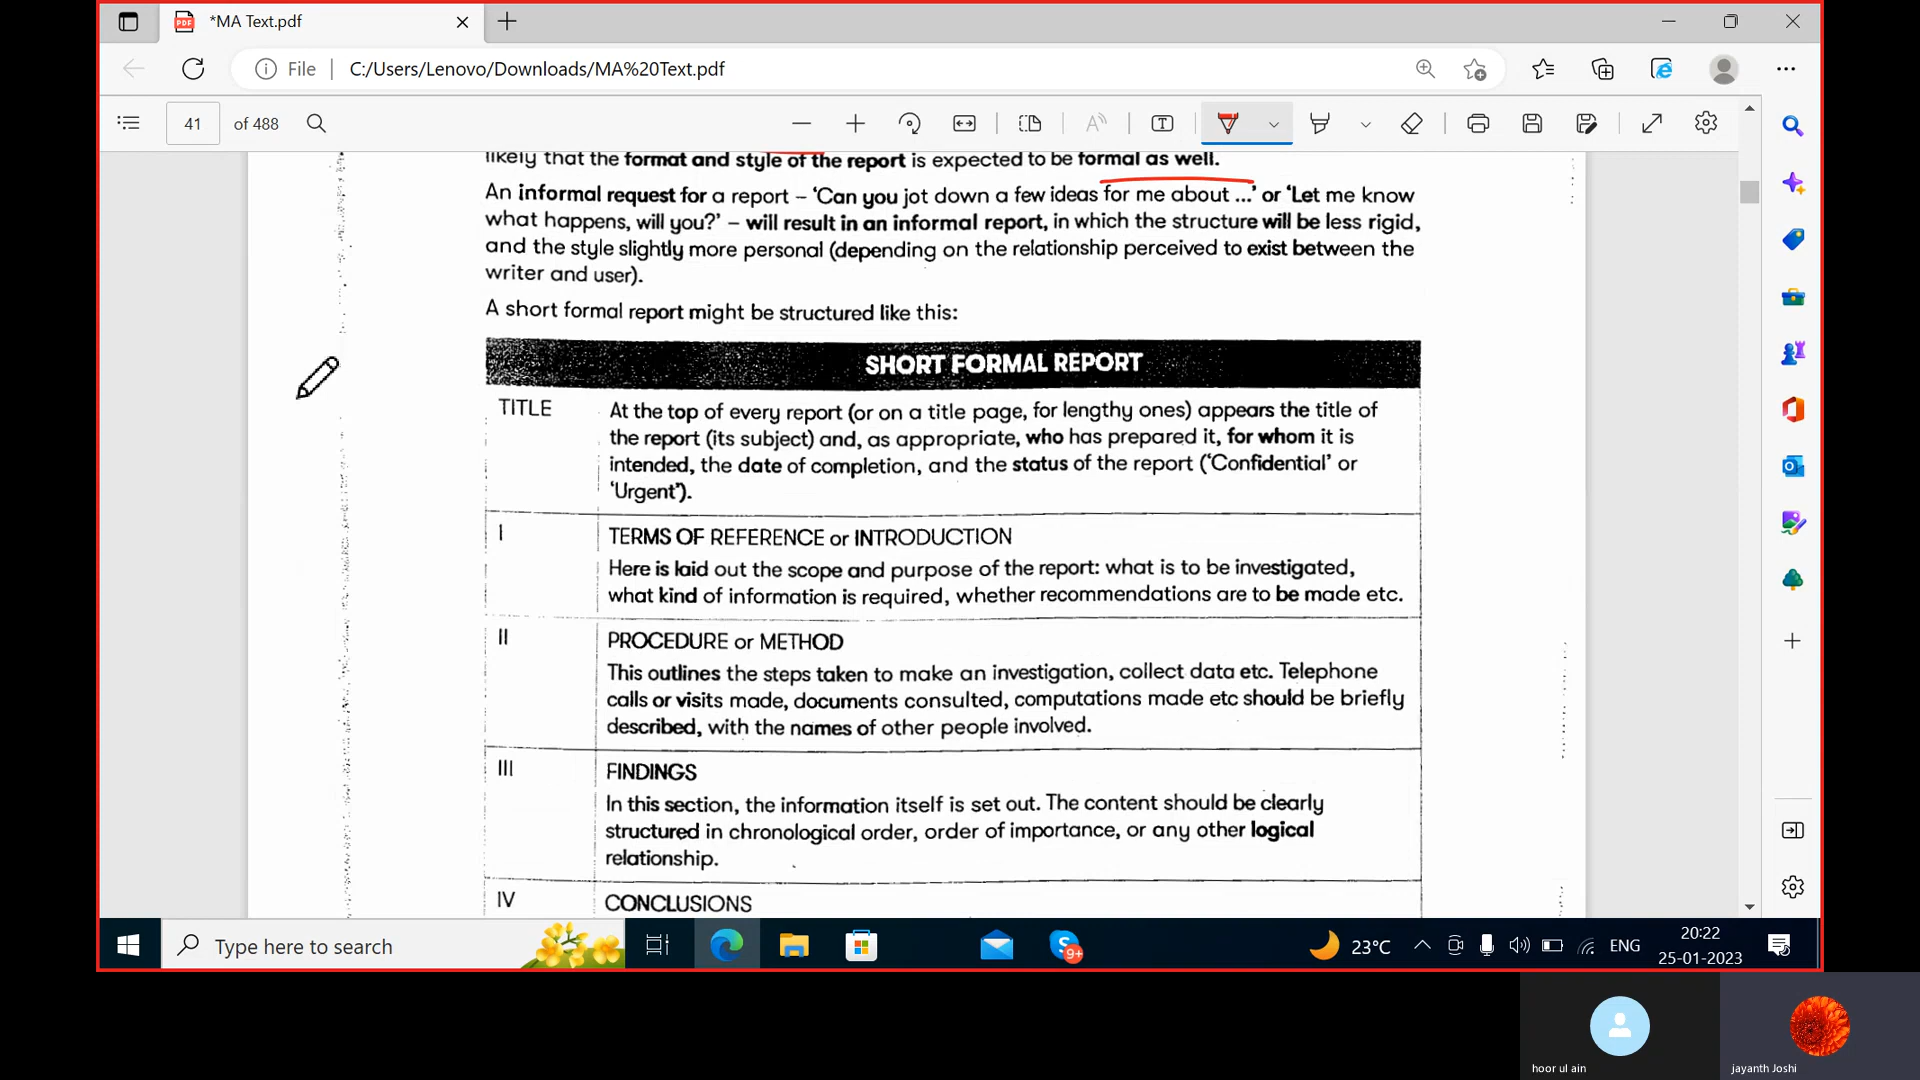 *MA Text.pdf
File
C:/Users/Lenovo/Downloads/MA%20Text.pdf
41 of 488
likely that the format and style of the report is expected to be formal as well.
An informal request for a report – ‘Can you jot down a few ideas for me about ...’ or ‘Let me know
what happens, will you?’ – will result in an informal report, in which the structure will be less rigid,
and the style slightly more personal (depending on the relationship perceived to exist between the
writer and user).
A short formal report might be structured like this:
SHORT FORMAL REPORT
TITLE
At the top of every report (or on a title page, for lengthy ones) appears the title of
the report (its subject) and, as appropriate, who has prepared it, for whom it is
intended, the date of completion, and the status of the report (‘Confidential’ or
‘Urgent’).
I
TERMS OF REFERENCE or INTRODUCTION
Here is laid out the scope and purpose of the report: what is to be investigated,
what kind of information is required, whether recommendations are to be made etc.
II
PROCEDURE or METHOD
This outlines the steps taken to make an investigation, collect data etc. Telephone
calls or visits made, documents consulted, computations made etc should be briefly
described, with the names of other people involved.
III
FINDINGS
In this section, the information itself is set out. The content should be clearly
structured in chronological order, order of importance, or any other logical
relationship.
IV
CONCLUSIONS
Type here to search
9+
23°C
ENG
20:22
25-01-2023
hoor ul ain
jayanth Joshi